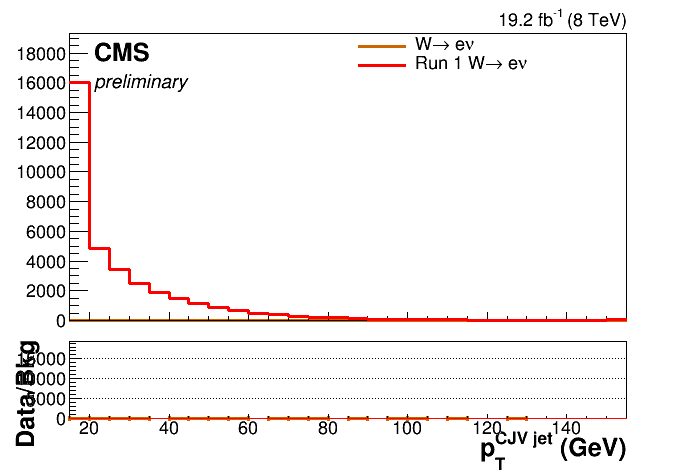 19.2 fb⁻¹ (8 TeV)
CMS
preliminary
W→ eν
Run 1 W→ eν
18000
16000
14000
12000
10000
8000
6000
4000
2000
0
Data/Bkg
5000
0
20 40 60 80 100 120 140
p_T^CJV jet (GeV)